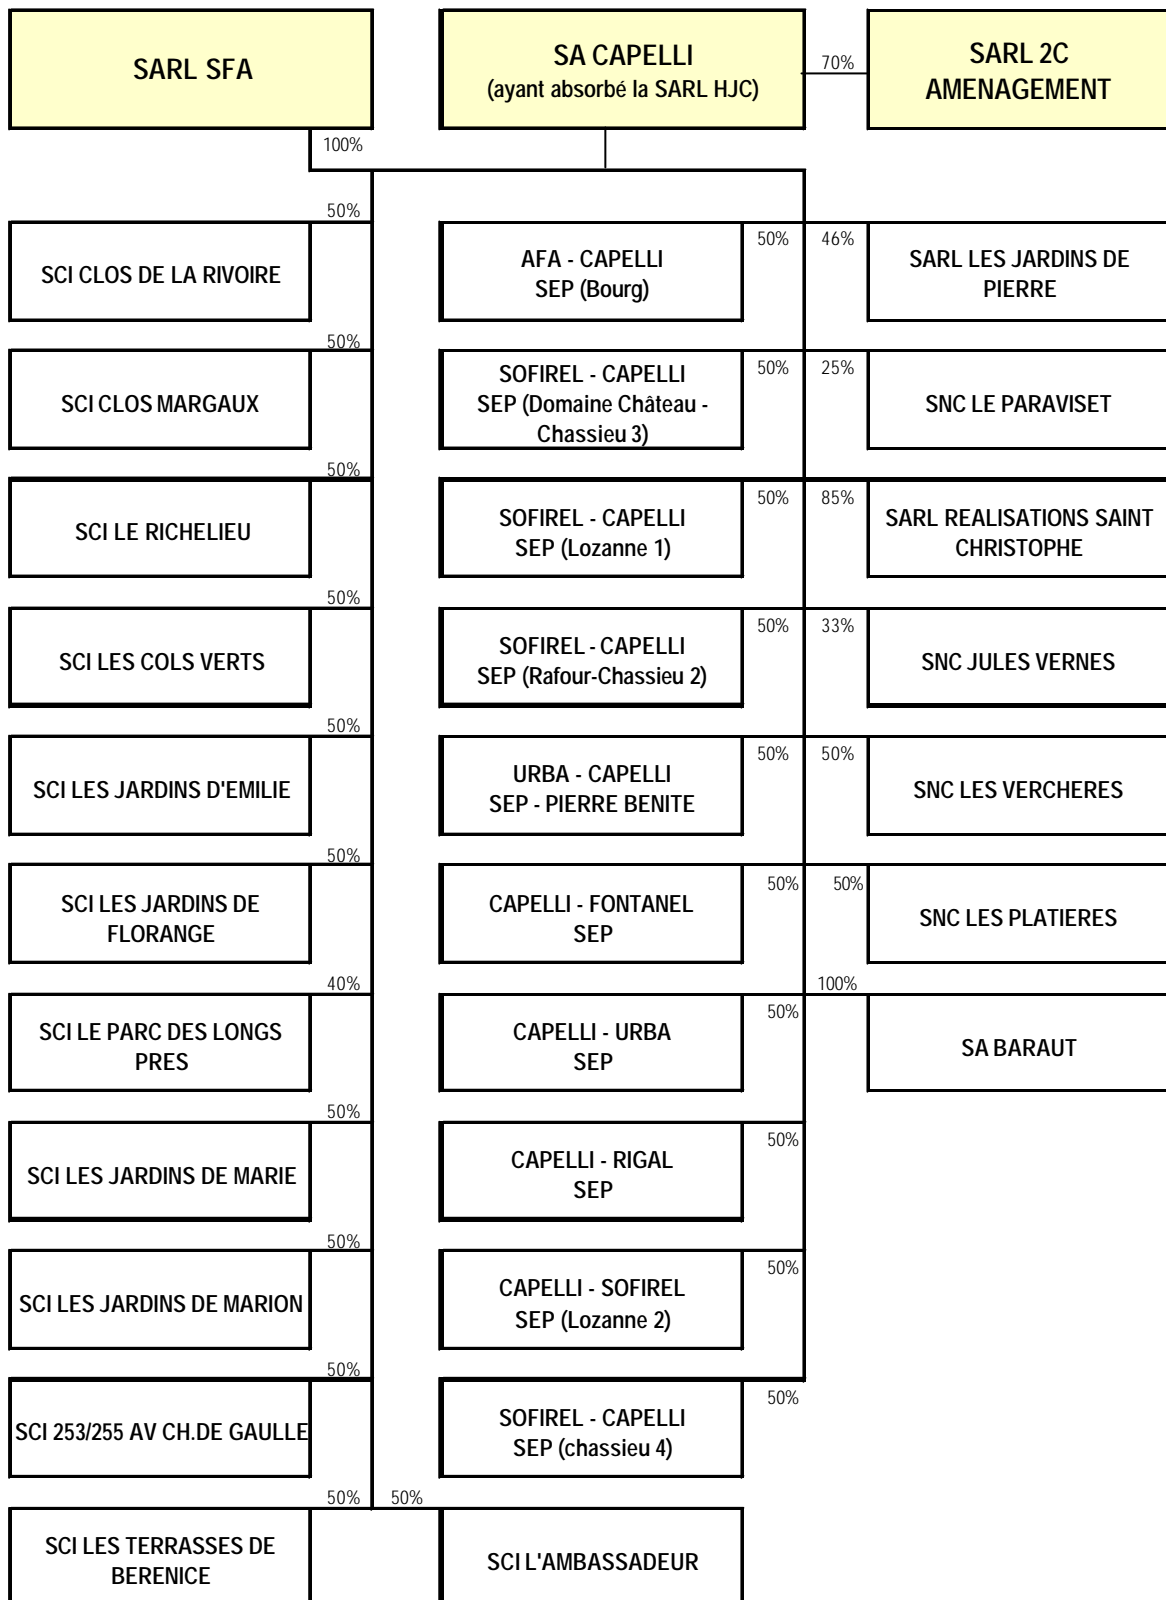 SARL SFA
SA CAPELLI
(ayant absorbé la SARL HJC)
70%
SARL 2C
AMENAGEMENT
100%
50%
SCI CLOS DE LA RIVOIRE
AFA - CAPELLI
SEP (Bourg)
50%
46%
SARL LES JARDINS DE
PIERRE
50%
SCI CLOS MARGAUX
SOFIREL - CAPELLI
SEP (Domaine Château -
Chassieu 3)
50%
25%
SNC LE PARAVISET
50%
SCI LE RICHELIEU
SOFIREL - CAPELLI
SEP (Lozanne 1)
50%
85%
SARL REALISATIONS SAINT
CHRISTOPHE
50%
SCI LES COLS VERTS
SOFIREL - CAPELLI
SEP (Rafour-Chassieu 2)
50%
33%
SNC JULES VERNES
50%
SCI LES JARDINS D'EMILIE
URBA - CAPELLI
SEP - PIERRE BENITE
50%
50%
SNC LES VERCHERES
50%
SCI LES JARDINS DE
FLORANGE
CAPELLI - FONTANEL
SEP
50%
50%
SNC LES PLATIERES
40%
SCI LE PARC DES LONGS
PRES
CAPELLI - URBA
SEP
50%
100%
SA BARAUT
50%
SCI LES JARDINS DE MARIE
CAPELLI - RIGAL
SEP
50%
50%
SCI LES JARDINS DE MARION
CAPELLI - SOFIREL
SEP (Lozanne 2)
50%
50%
SCI 253/255 AV CH.DE GAULLE
SOFIREL - CAPELLI
SEP (chassieu 4)
50%
50%
SCI LES TERRASSES DE
BERENICE
50%
SCI L'AMBASSADEUR